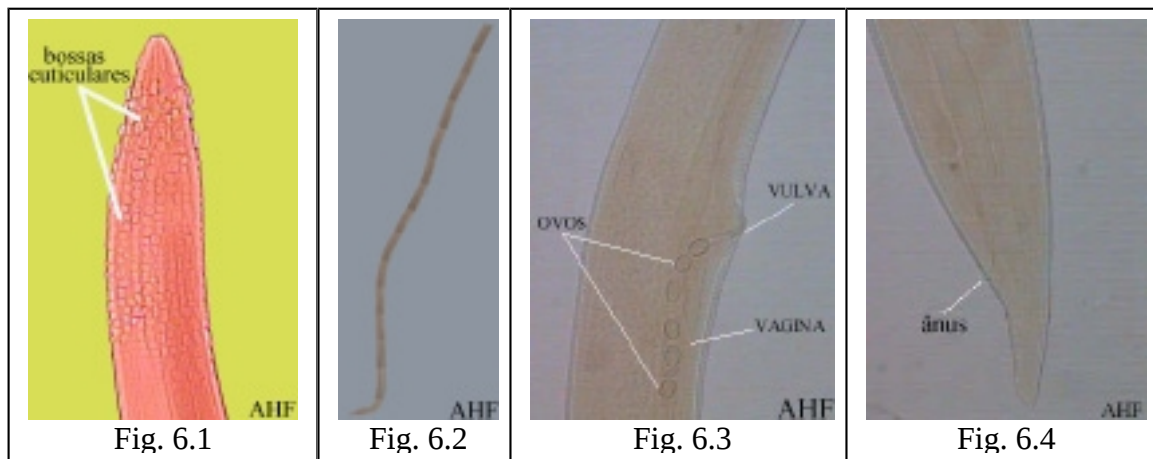 bossas
cuticulares
AHF
Fig. 6.1
AHF
Fig. 6.2
OVOS
VULVA
VAGINA
AHF
Fig. 6.3
ânus
AHF
Fig. 6.4